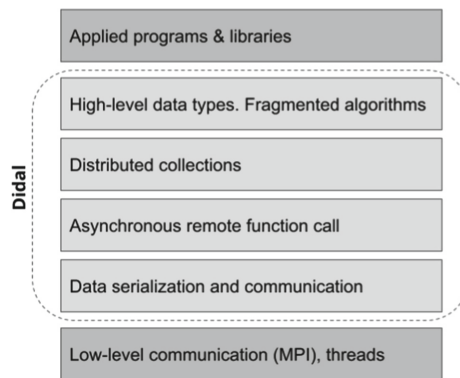 Applied programs & libraries
High-level data types. Fragmented algorithms
Distributed collections
Didal
Asynchronous remote function call
Data serialization and communication
Low-level communication (MPI), threads